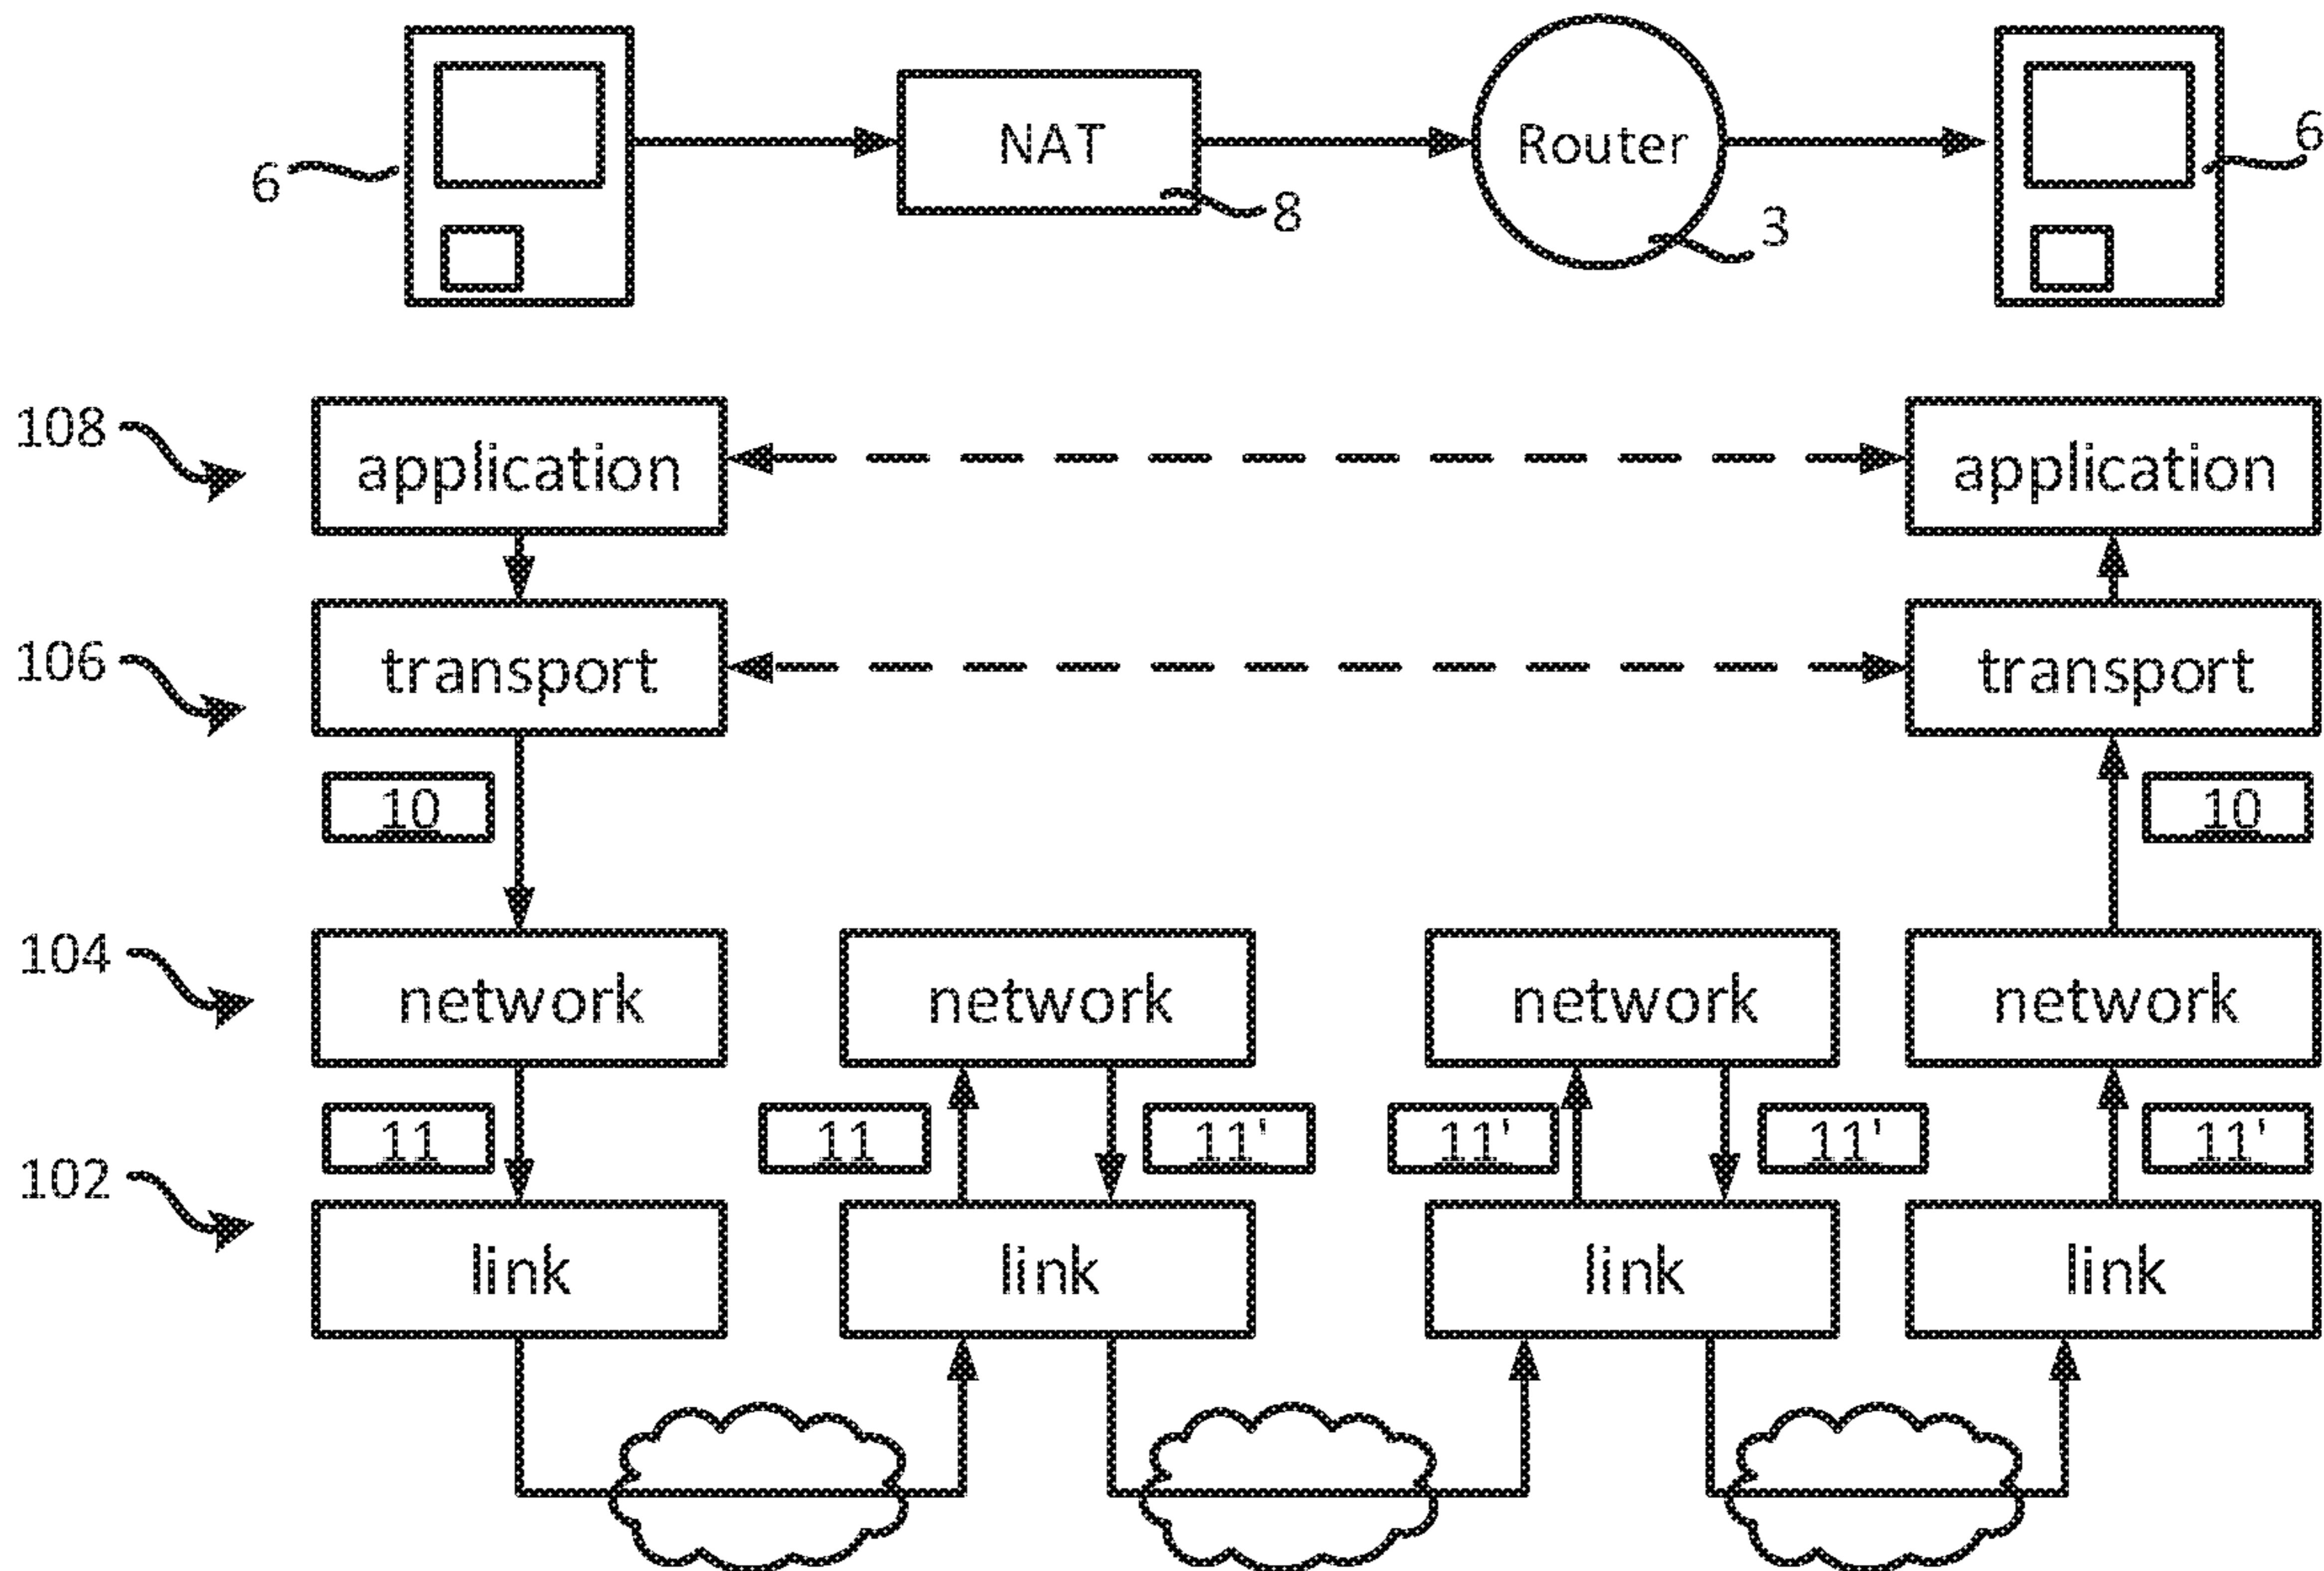 NAT
Router
6
6
8
3
108
application
application
106
transport
transport
10
10
104
network
network
network
network
11
11
11'
11'
11'
11'
102
link
link
link
link